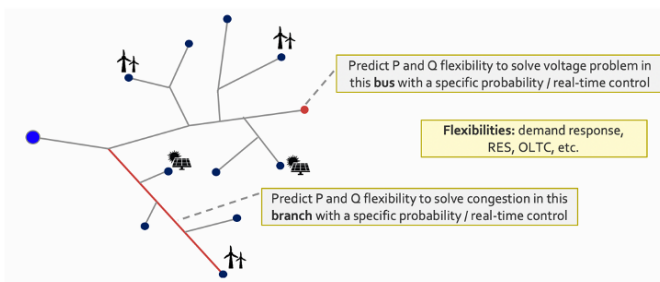 Predict P and Q flexibility to solve voltage problem in
this bus with a specific probability / real-time control
Flexibilities: demand response,
RES, OLTC, etc.
Predict P and Q flexibility to solve congestion in this
branch with a specific probability / real-time control